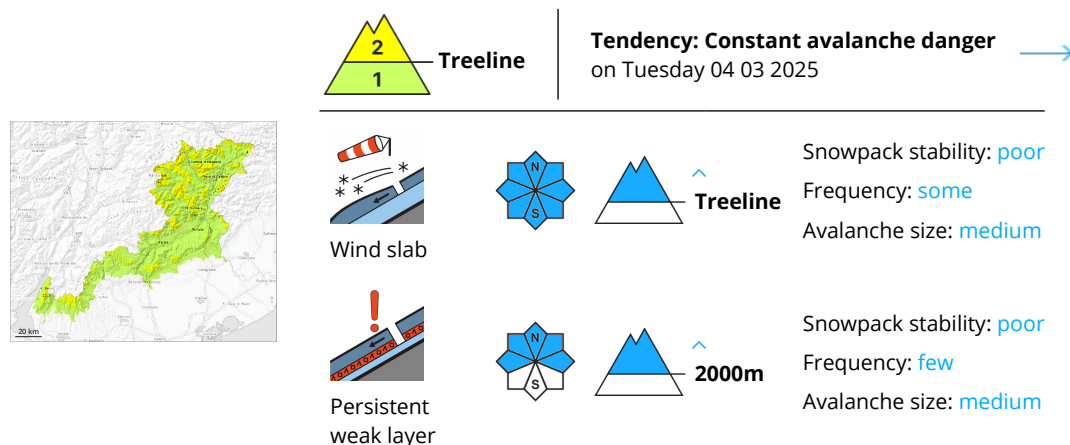 2
1
Treeline
Tendency: Constant avalanche danger
on Tuesday 04 03 2025
20 km
N
S
Treeline
Wind slab
Snowpack stability: poor
Frequency: some
Avalanche size: medium
N
S
2000m
Persistent
weak layer
Snowpack stability: poor
Frequency: few
Avalanche size: medium